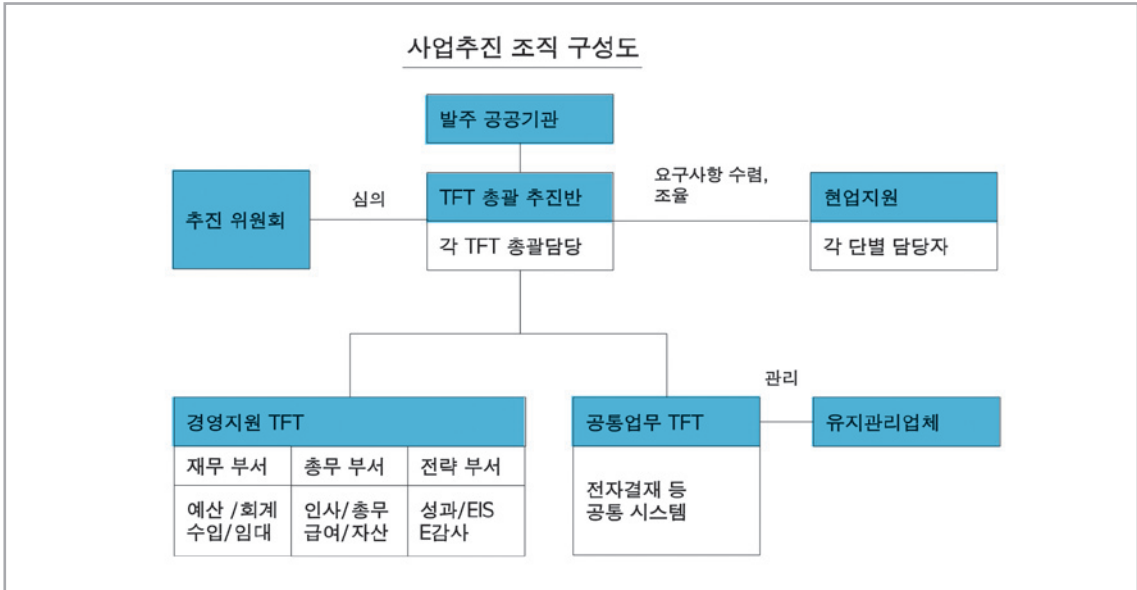 사업추진 조직 구성도
발주 공공기관
추진 위원회
심의
TFT 총괄 추진반
각 TFT 총괄담당
요구사항 수렴,
조율
현업지원
각 단별 담당자
경영지원 TFT
재무 부서
총무 부서
전략 부서
예산 /회계
수입/임대
인사/총무
급여/자산
성과/EIS
E감사
공통업무 TFT
전자결재 등
공통 시스템
관리
유지관리업체